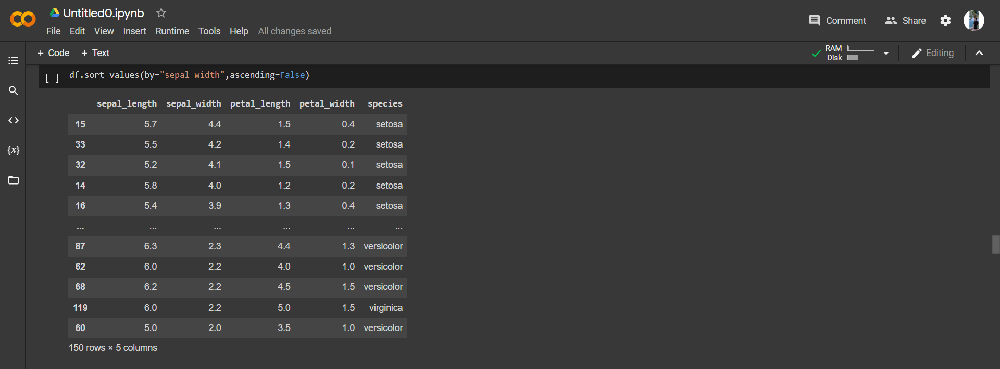 Untitled0.ipynb
File Edit View Insert Runtime Tools Help All changes saved
Comment Share
+ Code + Text
RAM
Disk
Editing
[ ] df.sort_values(by="sepal_width",ascending=False)
sepal_length sepal_width petal_length petal_width species
15 5.7 4.4 1.5 0.4 setosa
33 5.5 4.2 1.4 0.2 setosa
32 5.2 4.1 1.5 0.1 setosa
14 5.8 4.0 1.2 0.2 setosa
16 5.4 3.9 1.3 0.4 setosa
... ... ... ... ... ...
87 6.3 2.3 4.4 1.3 versicolor
62 6.0 2.2 4.0 1.0 versicolor
68 6.2 2.2 4.5 1.5 versicolor
119 6.0 2.2 5.0 1.5 virginica
60 5.0 2.0 3.5 1.0 versicolor
150 rows × 5 columns
{x}